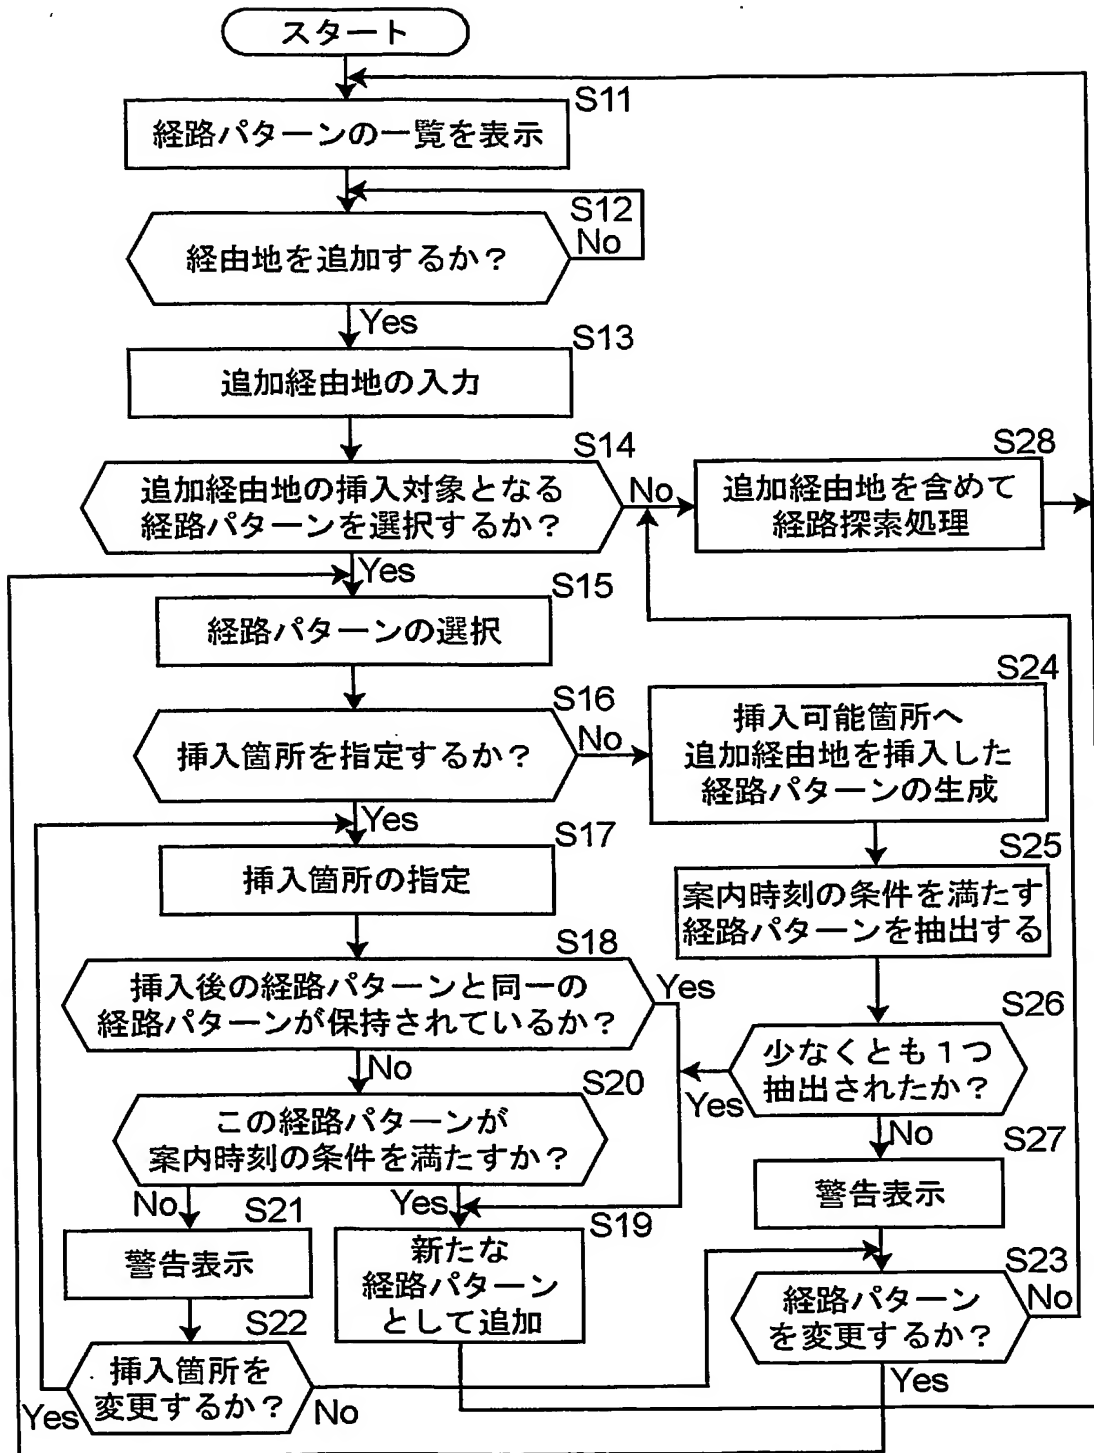 スタート
S11
経路パターンの一覧を表示
S12
経由地を追加するか？
No
Yes
S13
追加経由地の入力
S14
追加経由地の挿入対象となる
経路パターンを選択するか？
No
S28
追加経由地を含めて
経路探索処理
Yes
S15
経路パターンの選択
S16
挿入箇所を指定するか？
No
S24
挿入可能箇所へ
追加経由地を挿入した
経路パターンの生成
Yes
S17
挿入箇所の指定
S25
案内時刻の条件を満たす
経路パターンを抽出する
S18
挿入後の経路パターンと同一の
経路パターンが保持されているか？
Yes
No
S26
少なくとも１つ
抽出されたか？
Yes
No
S20
この経路パターンが
案内時刻の条件を満たすか？
No
Yes
S27
警告表示
S21
警告表示
S19
新たな
経路パターン
として追加
S23
経路パターン
を変更するか？
No
Yes
S22
挿入箇所を
変更するか？
Yes
No